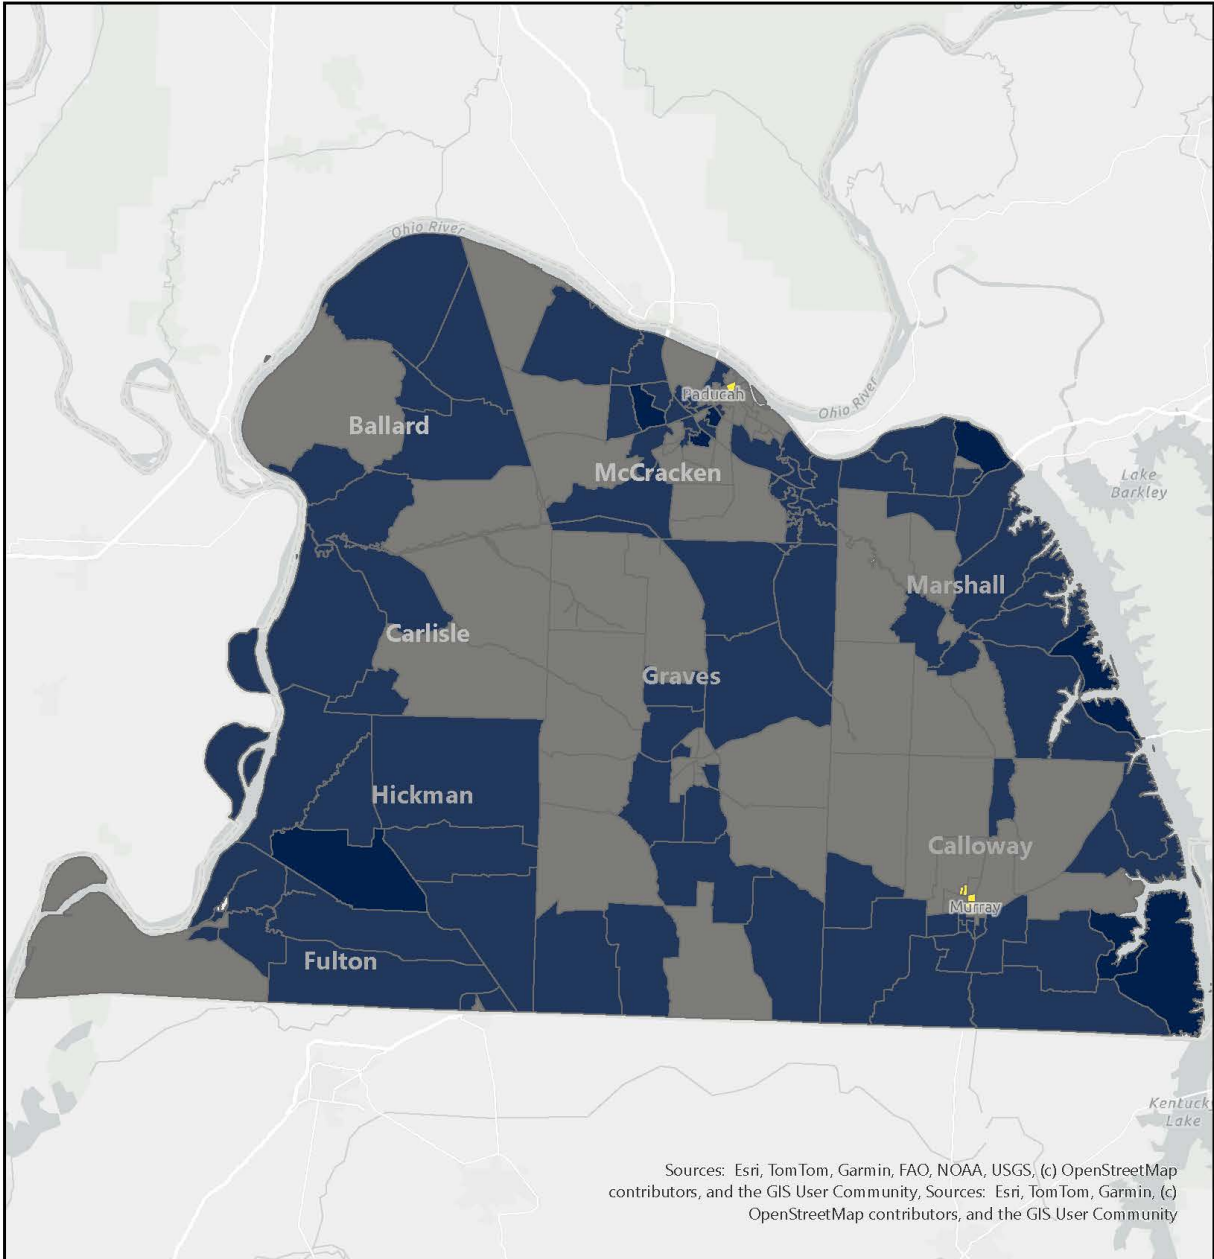 Ohio River
Paducah
Ohio River
Ballard
McCracken
Lake
Barkley
Marshall
Carlisle
Graves
Hickman
Calloway
Murray
Fulton
Kentucky
Lake
Sources: Esri, TomTom, Garmin, FAO, NOAA, USGS, (c) OpenStreetMap
contributors, and the GIS User Community, Sources: Esri, TomTom, Garmin, (c)
OpenStreetMap contributors, and the GIS User Community